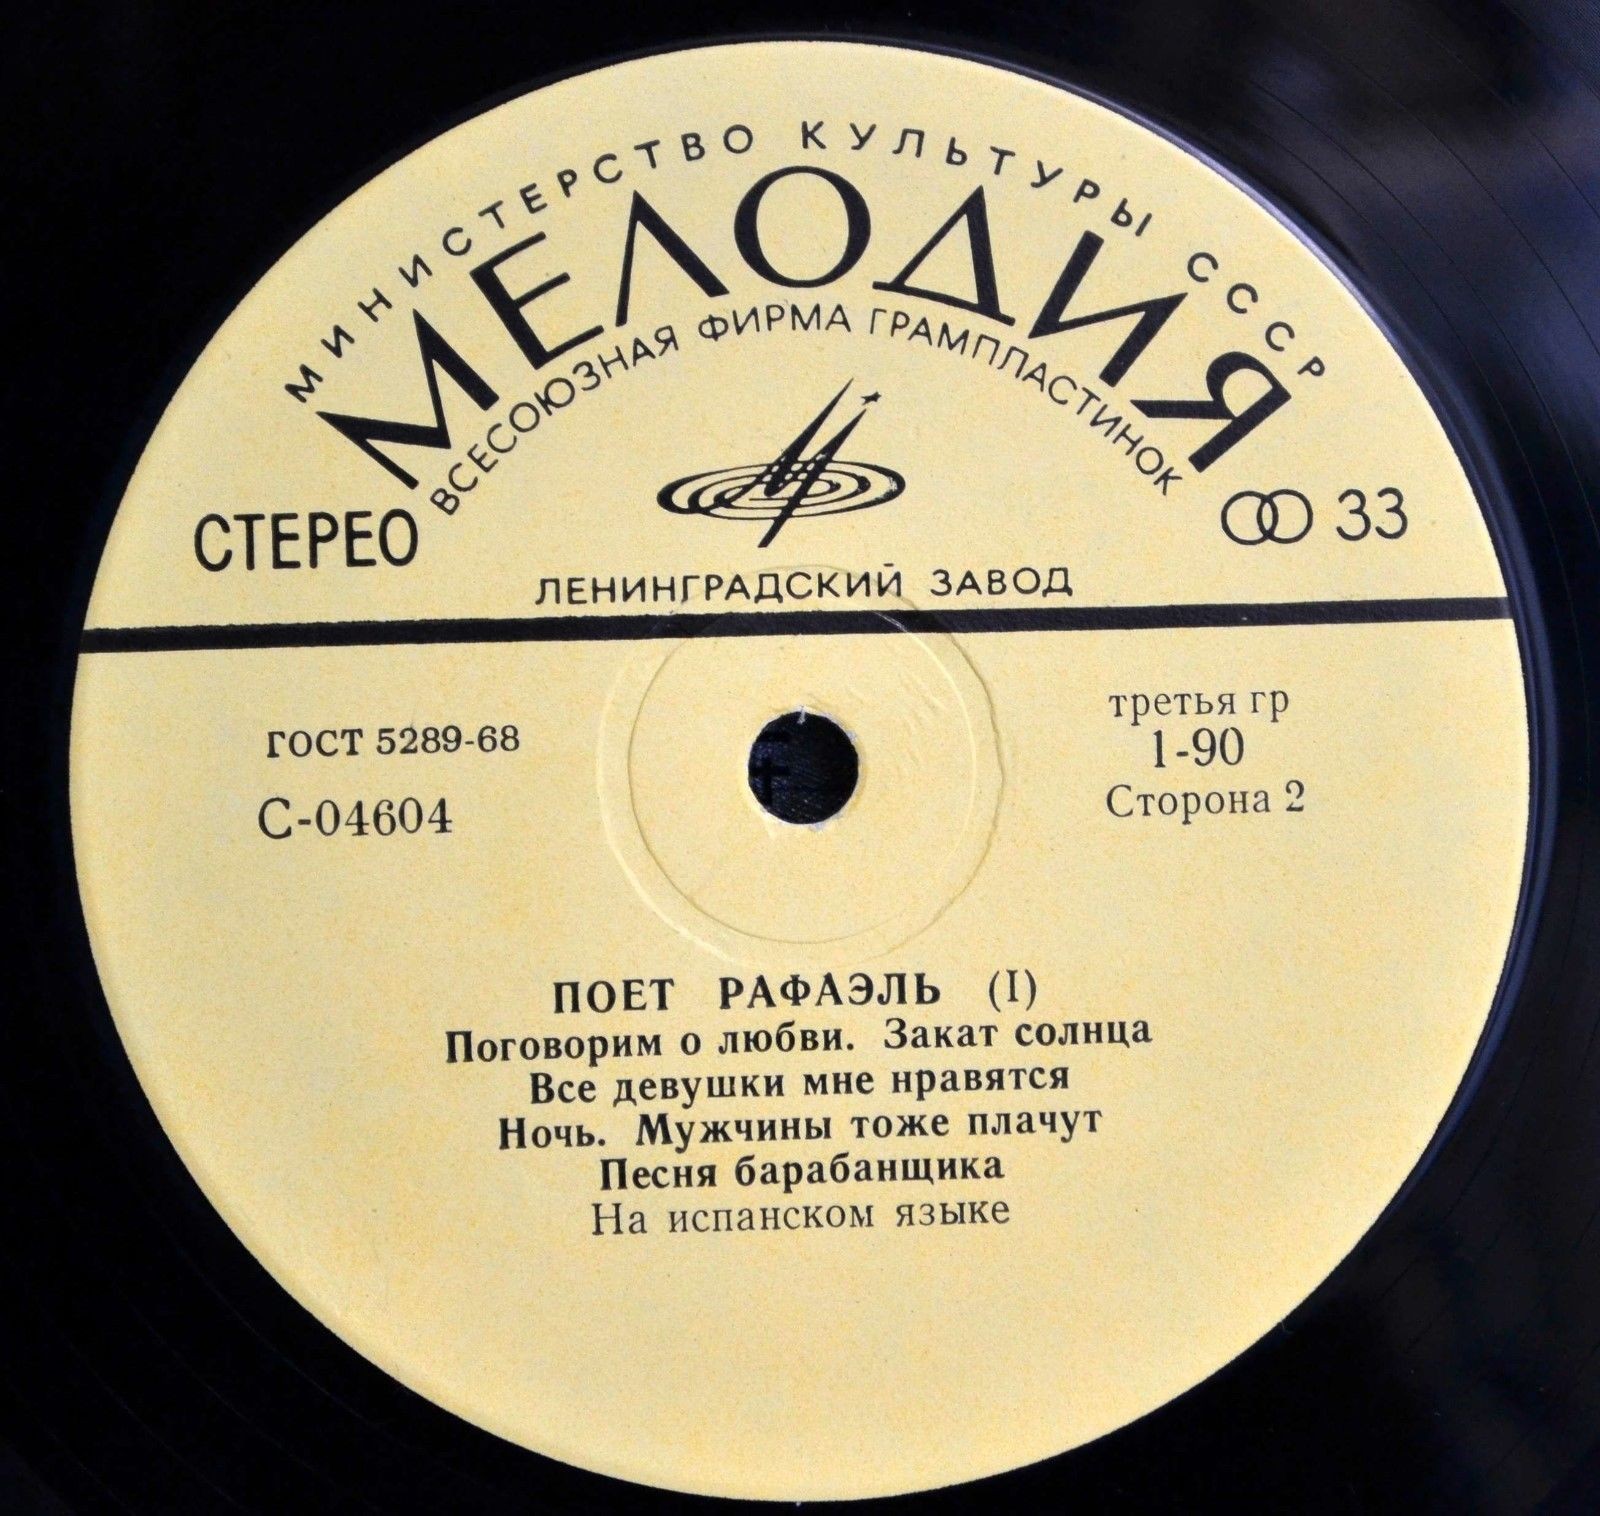 МИНИСТЕРСТВО КУЛЬТУРЫ СССР
МЕЛОДИЯ
ВСЕСОЮЗНАЯ ФИРМА ГРАМПЛАСТИНОК
СТЕРЕО
33
ЛЕНИНГРАДСКИЙ ЗАВОД
ГОСТ 5289-68
С-04604
третья гр
1-90
Сторона 2
ПОЕТ РАФАЭЛЬ (I)
Поговорим о любви. Закат солнца
Все девушки мне нравятся
Ночь. Мужчины тоже плачут
Песня барабанщика
На испанском языке